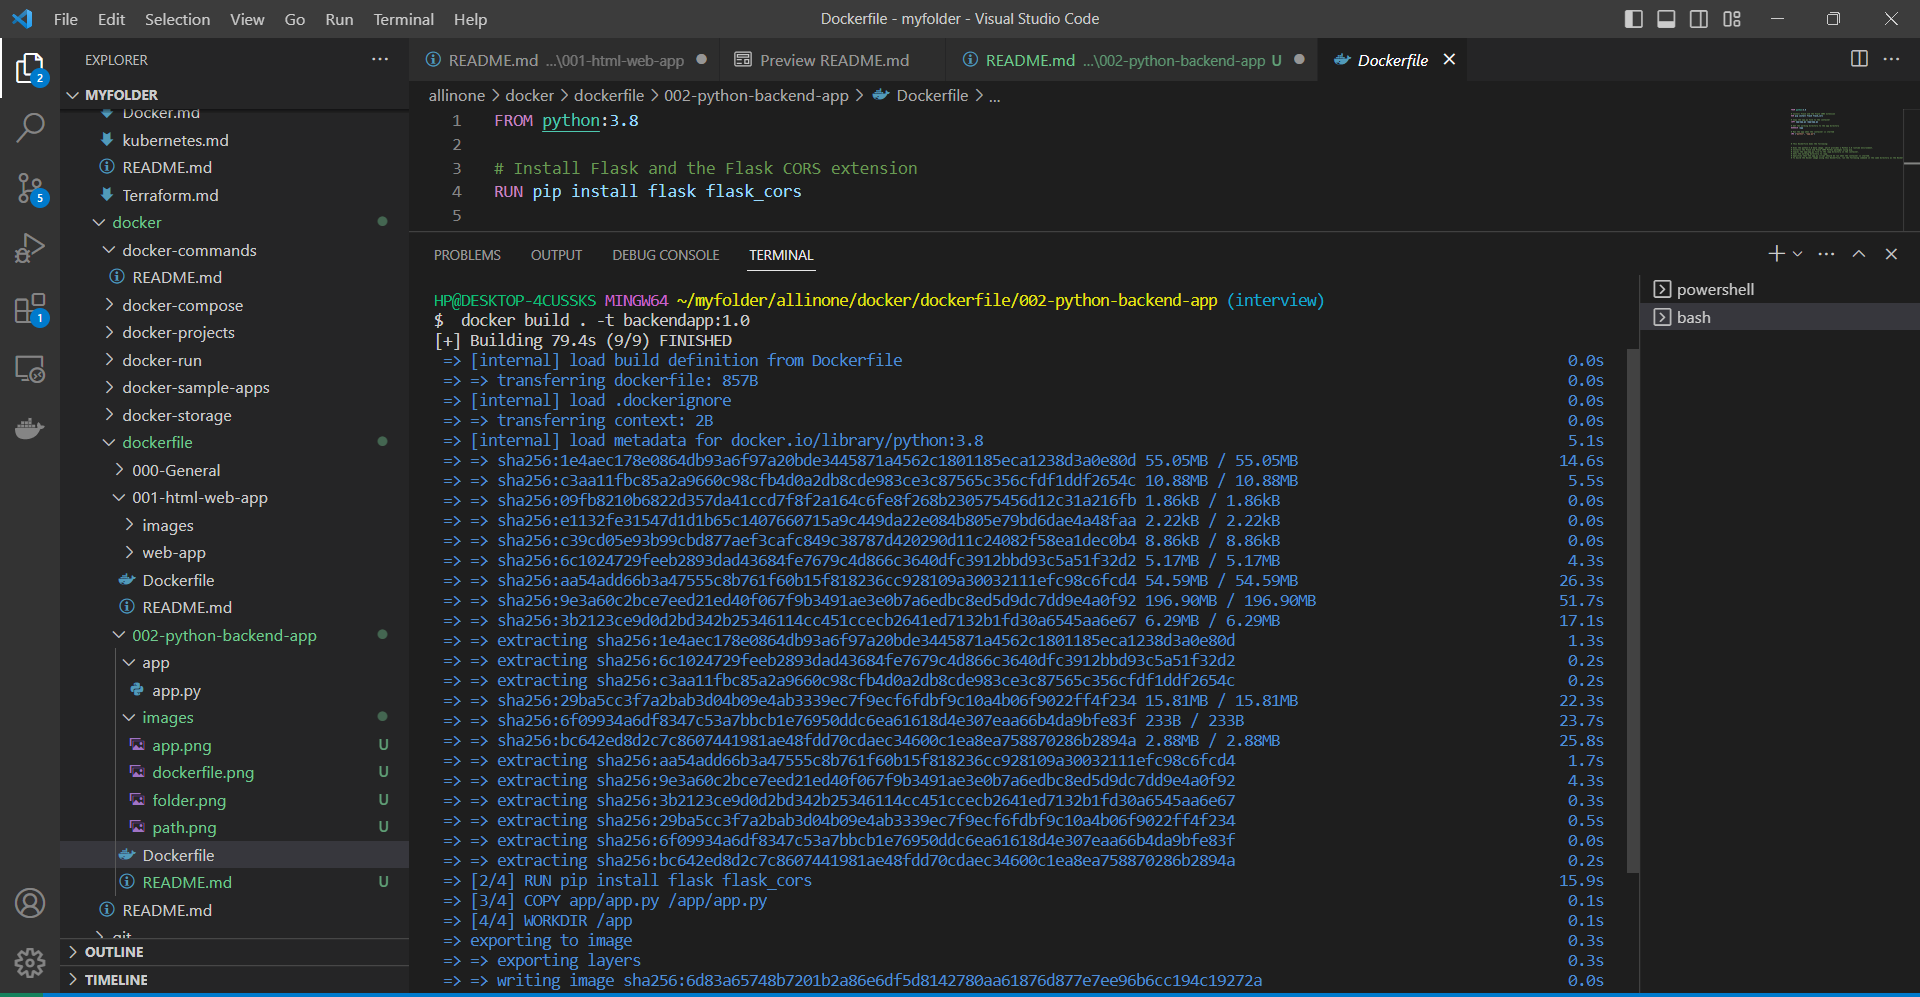 File Edit Selection View Go Run Terminal Help
Dockerfile - myfolder - Visual Studio Code
EXPLORER
MYFOLDER
Docker.md
kubernetes.md
README.md
Terraform.md
docker
docker-commands
README.md
docker-compose
docker-projects
docker-run
docker-sample-apps
docker-storage
dockerfile
000-General
001-html-web-app
images
web-app
Dockerfile
README.md
002-python-backend-app
app
app.py
images
app.png U
dockerfile.png U
folder.png U
path.png U
Dockerfile
README.md U
README.md
git
OUTLINE
TIMELINE
2
5
1
README.md ...\001-html-web-app
Preview README.md
README.md ...\002-python-backend-app U
Dockerfile
allinone > docker > dockerfile > 002-python-backend-app > Dockerfile > ...
1 FROM python:3.8
2
3 # Install Flask and the Flask CORS extension
4 RUN pip install flask flask_cors
5
PROBLEMS OUTPUT DEBUG CONSOLE TERMINAL
HP@DESKTOP-4CUSSKS MINGW64 ~/myfolder/allinone/docker/dockerfile/002-python-backend-app (interview)
$ docker build . -t backendapp:1.0
[+] Building 79.4s (9/9) FINISHED
=> [internal] load build definition from Dockerfile 0.0s
=> => transferring dockerfile: 857B 0.0s
=> [internal] load .dockerignore 0.0s
=> => transferring context: 2B 0.0s
=> [internal] load metadata for docker.io/library/python:3.8 5.1s
=> => sha256:1e4aec178e0864db93a6f97a20bde3445871a4562c1801185eca1238d3a0e80d 55.05MB / 55.05MB 14.6s
=> => sha256:c3aa11fbc85a2a9660c98cfb4d0a2db8cde983ce3c87565c356cfdf1ddf2654c 10.88MB / 10.88MB 5.5s
=> => sha256:09fb8210b6822d357da41ccd7f8f2a164c6fe8f268b230575456d12c31a216fb 1.86kB / 1.86kB 0.0s
=> => sha256:e1132fe31547d1d1b65c1407660715a9c449da22e084b805e79bd6dae4a48faa 2.22kB / 2.22kB 0.0s
=> => sha256:c39cd05e93b99cbd877aef3cafc849c38787d420290d11c24082f58ea1dec0b4 8.86kB / 8.86kB 0.0s
=> => sha256:6c1024729feeb2893dad43684fe7679c4d866c3640dfc3912bbd93c5a51f32d2 5.17MB / 5.17MB 4.3s
=> => sha256:aa54add66b3a47555c8b761f60b15f818236cc928109a30032111efc98c6fcd4 54.59MB / 54.59MB 26.3s
=> => sha256:9e3a60c2bce7eed21ed40f067f9b3491ae3e0b7a6edbc8ed5d9dc7dd9e4a0f92 196.90MB / 196.90MB 51.7s
=> => sha256:3b2123ce9d0d2bd342b25346114cc451ccecb2641ed7132b1fd30a6545aa6e67 6.29MB / 6.29MB 17.1s
=> => extracting sha256:1e4aec178e0864db93a6f97a20bde3445871a4562c1801185eca1238d3a0e80d 1.3s
=> => extracting sha256:6c1024729feeb2893dad43684fe7679c4d866c3640dfc3912bbd93c5a51f32d2 0.2s
=> => extracting sha256:c3aa11fbc85a2a9660c98cfb4d0a2db8cde983ce3c87565c356cfdf1ddf2654c 0.2s
=> => sha256:29ba5cc3f7a2bab3d04b09e4ab3339ec7f9ecf6fdbf9c10a4b06f9022ff4f234 15.81MB / 15.81MB 22.3s
=> => sha256:6f09934a6df8347c53a7bbcb1e76950ddc6ea61618d4e307eaa66b4da9bfe83f 233B / 233B 23.7s
=> => sha256:bc642ed8d2c7c8607441981ae48fdd70cdaec34600c1ea8ea758870286b2894a 2.88MB / 2.88MB 25.8s
=> => extracting sha256:aa54add66b3a47555c8b761f60b15f818236cc928109a30032111efc98c6fcd4 1.7s
=> => extracting sha256:9e3a60c2bce7eed21ed40f067f9b3491ae3e0b7a6edbc8ed5d9dc7dd9e4a0f92 4.3s
=> => extracting sha256:3b2123ce9d0d2bd342b25346114cc451ccecb2641ed7132b1fd30a6545aa6e67 0.3s
=> => extracting sha256:29ba5cc3f7a2bab3d04b09e4ab3339ec7f9ecf6fdbf9c10a4b06f9022ff4f234 0.5s
=> => extracting sha256:6f09934a6df8347c53a7bbcb1e76950ddc6ea61618d4e307eaa66b4da9bfe83f 0.0s
=> => extracting sha256:bc642ed8d2c7c8607441981ae48fdd70cdaec34600c1ea8ea758870286b2894a 0.2s
=> [2/4] RUN pip install flask flask_cors 15.9s
=> [3/4] COPY app/app.py /app/app.py 0.1s
=> [4/4] WORKDIR /app 0.1s
=> exporting to image 0.3s
=> => exporting layers 0.3s
=> => writing image sha256:6d83a65748b7201b2a86e6df5d8142780aa61876d877e7ee96b6cc194c19272a 0.0s
powershell
bash